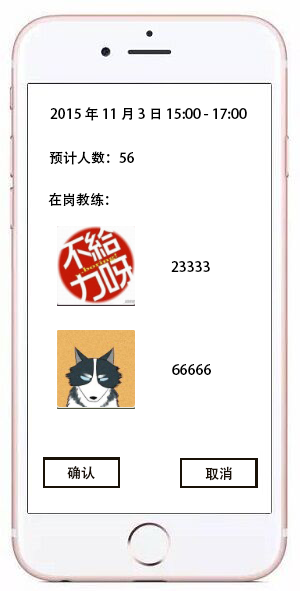 2015 年 11 月 3 日 15:00 - 17:00
预计人数：56
在岗教练：
不給
boring!
力呀
23333
66666
确认
取消